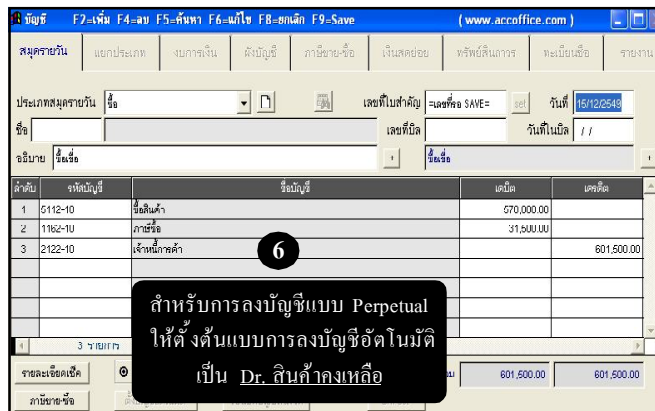 บัญชี F2=เพิ่ม F4=ลบ F5=ค้นหา F6=แก้ไข F8=ยกเลิก F9=Save ( www.accoffice.com )
สมุดรายวัน แยกประเภท งบการเงิน ผังบัญชี ภาษีขาย-ซื้อ เงินสดย่อย ทรัพย์สินถาวร ทะเบียนชื่อ รายงาน
ประเภทสมุดรายวัน ซื้อ เลขที่ใบสำคัญ =เลขที่รอ SAVE= set วันที่ 15/12/2549
ชื่อ เลขที่บิล วันที่ในบิล / /
อธิบาย ซื้อเชื่อ ซื้อเชื่อ
ลำดับ รหัสบัญชี ชื่อบัญชี เดบิต เครดิต
1 5112-10 ซื้อสินค้า 570,000.00
2 1162-10 ภาษีซื้อ 31,500.00
3 2122-10 เจ้าหนี้การค้า 601,500.00
6
สำหรับการลงบัญชีแบบ Perpetual
ให้ตั้งต้นแบบการลงบัญชีอัตโนมัติ
เป็น Dr. สินค้าคงเหลือ
3 รายการ
รายละเอียดเช็ค 601,500.00 601,500.00
ภาษีขาย-ซื้อ